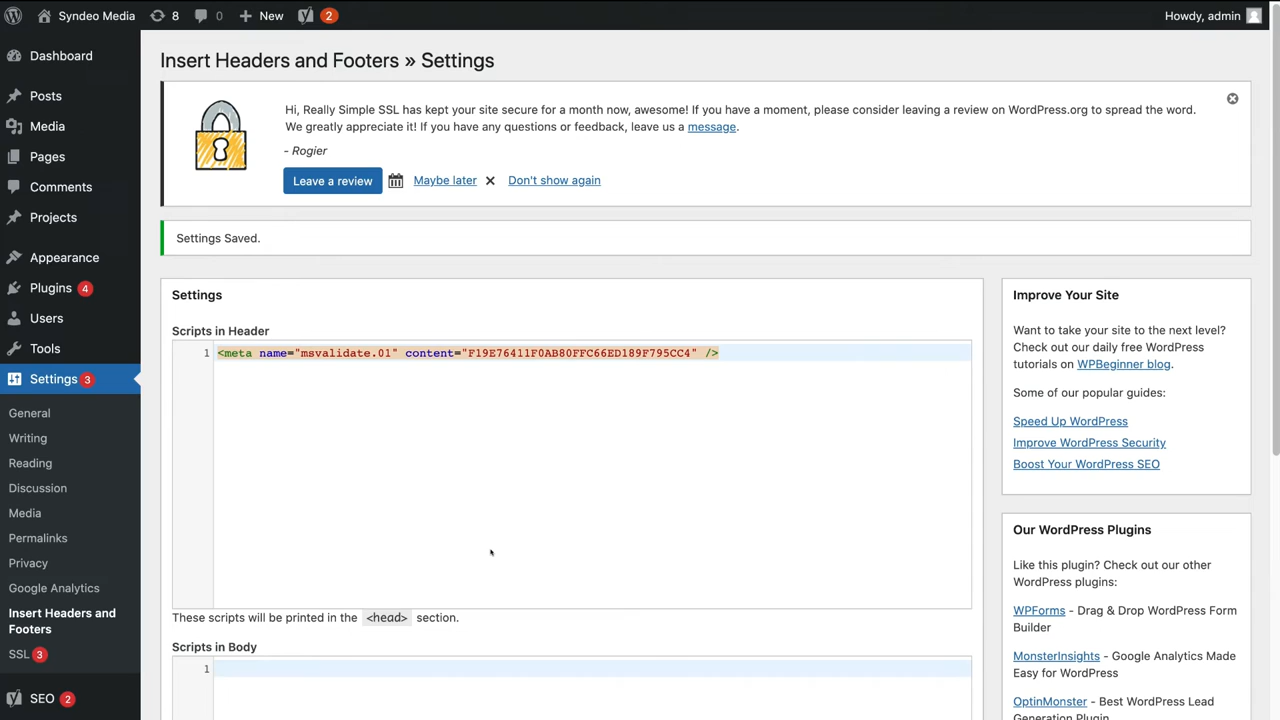 Syndeo Media 8 0 New 2 Howdy, admin
Dashboard
Posts
Media
Pages
Comments
Projects
Appearance
Plugins 4
Users
Tools
Settings 3
General
Writing
Reading
Discussion
Media
Permalinks
Privacy
Google Analytics
Insert Headers and
Footers
SSL 3
SEO 2
Insert Headers and Footers » Settings
Hi, Really Simple SSL has kept your site secure for a month now, awesome! If you have a moment, please consider leaving a review on WordPress.org to spread the word.
We greatly appreciate it! If you have any questions or feedback, leave us a message.
- Rogier
Leave a review Maybe later Don't show again
Settings Saved.
Settings
Scripts in Header
1 <meta name="msvalidate.01" content="F19E76411F0AB80FFC66ED189F795CC4" />
These scripts will be printed in the <head> section.
Scripts in Body
1
Improve Your Site
Want to take your site to the next level?
Check out our daily free WordPress
tutorials on WPBeginner blog.
Some of our popular guides:
Speed Up WordPress
Improve WordPress Security
Boost Your WordPress SEO
Our WordPress Plugins
Like this plugin? Check out our other
WordPress plugins:
WPForms - Drag & Drop WordPress Form
Builder
MonsterInsights - Google Analytics Made
Easy for WordPress
OptinMonster - Best WordPress Lead
Generation Plugin